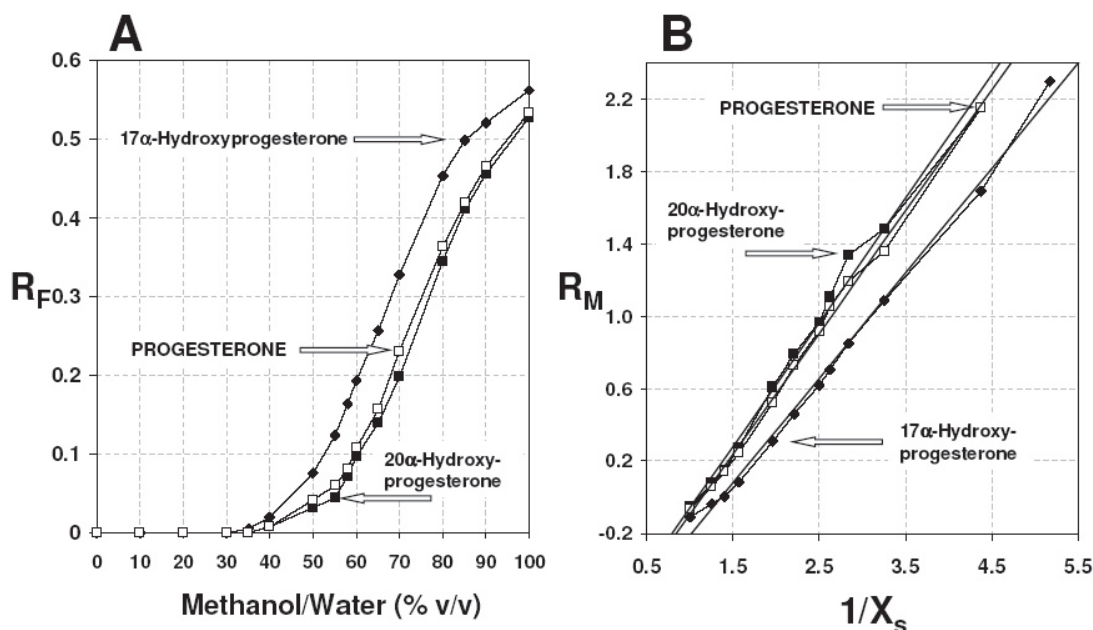 A
0.6
0.5
0.4
0.3
0.2
0.1
0
RF
17α-Hydroxyprogesterone
PROGESTERONE
20α-Hydroxy-
progesterone
0 10 20 30 40 50 60 70 80 90 100
Methanol/Water (% v/v)
B
2.2
1.8
1.4
1.0
0.6
0.2
-0.2
RM
PROGESTERONE
20α-Hydroxy-
progesterone
17α-Hydroxy-
progesterone
0.5 1.5 2.5 3.5 4.5 5.5
1/Xs